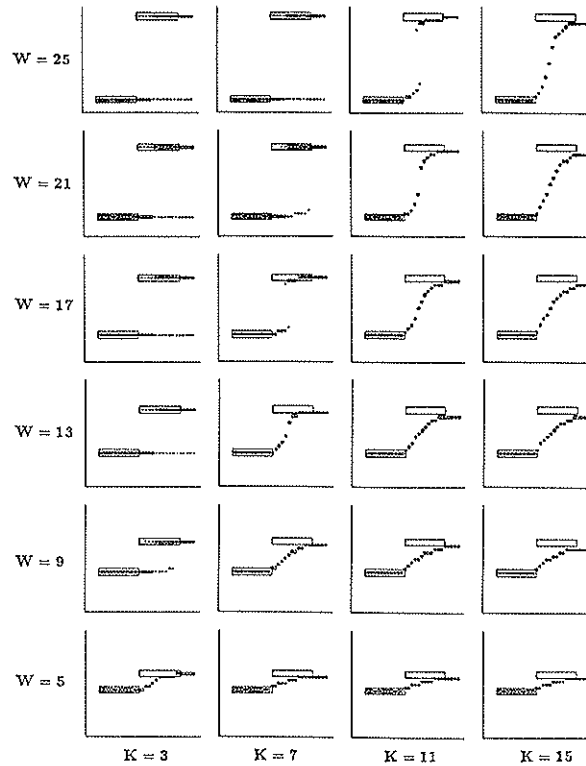 W = 25
W = 21
W = 17
W = 13
W = 9
W = 5
K = 3 K = 7 K = 11 K = 15